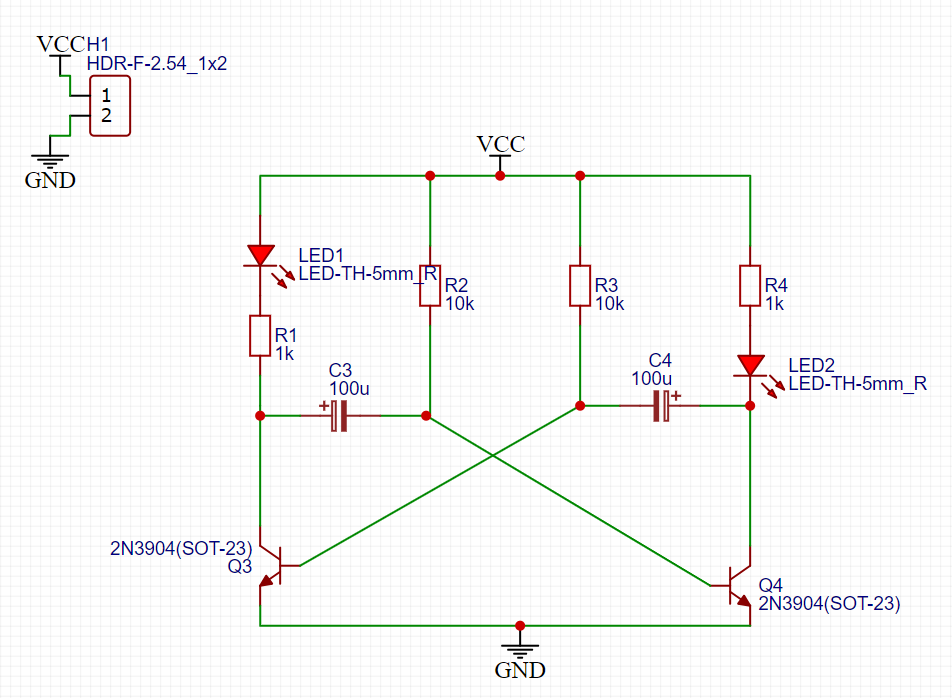 VCC H1
HDR-F-2.54_1x2
1
2
GND
VCC
LED1
LED-TH-5mm_R
R2
10k
R3
10k
R4
1k
R1
1k
C3
100u
C4
100u
+
+
LED2
LED-TH-5mm_R
2N3904(SOT-23)
Q3
Q4
2N3904(SOT-23)
GND